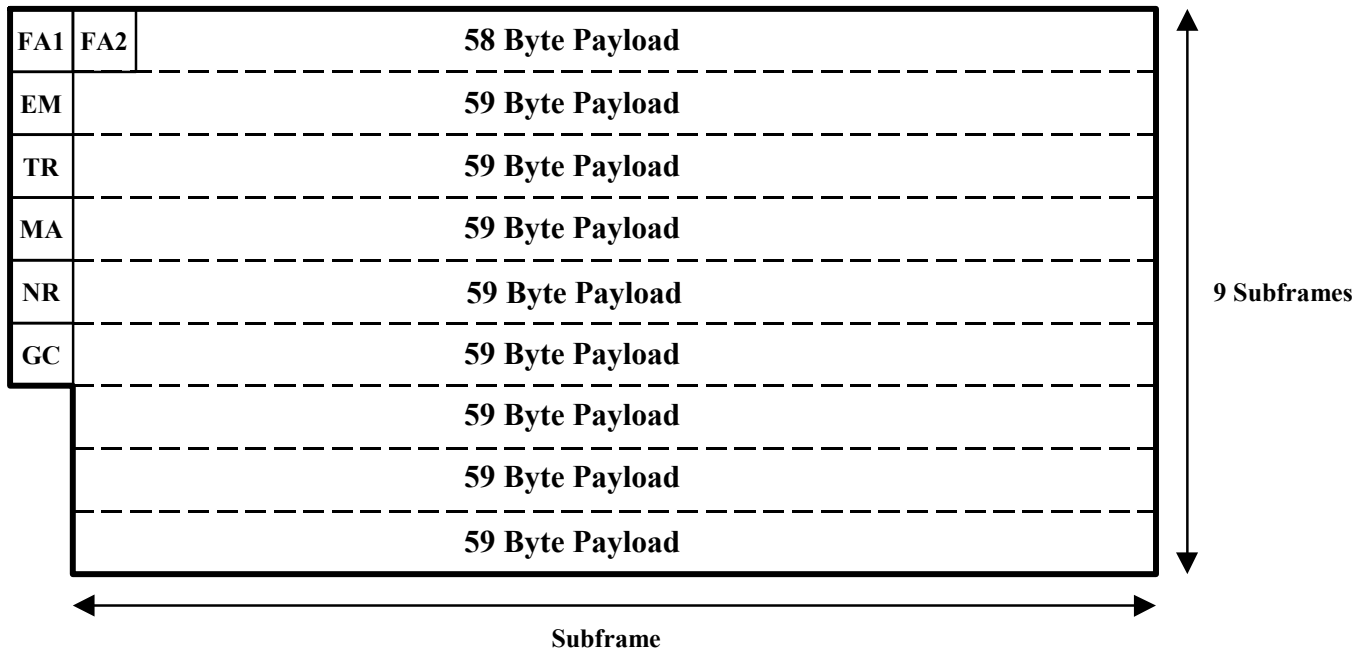 FA1 FA2 58 Byte Payload
EM 59 Byte Payload
TR 59 Byte Payload
MA 59 Byte Payload
NR 59 Byte Payload
GC 59 Byte Payload
59 Byte Payload
59 Byte Payload
59 Byte Payload
9 Subframes
Subframe